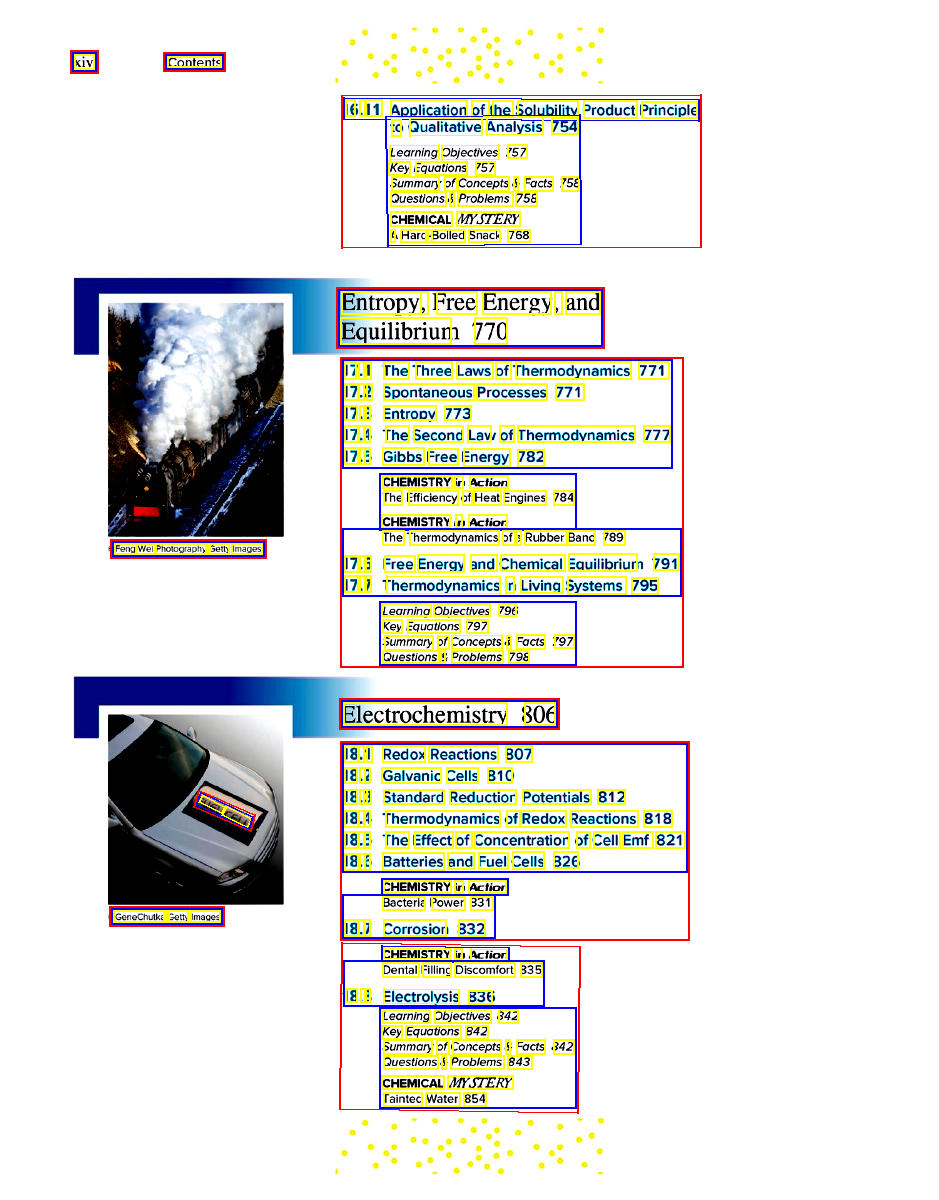 xiv Contents
16.11 Application of the Solubility Product Principle
to Qualitative Analysis 754
Learning Objectives 757
Key Equations 757
Summary of Concepts & Facts 758
Questions & Problems 758
CHEMICAL MYSTERY
A Hard-Boiled Snack 768
Entropy, Free Energy, and
Equilibrium 770
17.1 The Three Laws of Thermodynamics 771
17.2 Spontaneous Processes 771
17.3 Entropy 773
17.4 The Second Law of Thermodynamics 777
17.5 Gibbs Free Energy 782
CHEMISTRY in Action
The Efficiency of Heat Engines 784
CHEMISTRY in Action
The Thermodynamics of a Rubber Band 789
17.6 Free Energy and Chemical Equilibrium 791
17.7 Thermodynamics in Living Systems 795
Learning Objectives 796
Key Equations 797
Summary of Concepts & Facts 797
Questions & Problems 798
Feng Wei Photography/Getty Images
Electrochemistry 806
18.1 Redox Reactions 807
18.2 Galvanic Cells 810
18.3 Standard Reduction Potentials 812
18.4 Thermodynamics of Redox Reactions 818
18.5 The Effect of Concentration of Cell Emf 821
18.6 Batteries and Fuel Cells 826
CHEMISTRY in Action
Bacteria Power 831
18.7 Corrosion 832
CHEMISTRY in Action
Dental Filling Discomfort 835
18.8 Electrolysis 836
Learning Objectives 842
Key Equations 842
Summary of Concepts & Facts 842
Questions & Problems 843
CHEMICAL MYSTERY
Tainted Water 854
GeneChutka/Getty Images